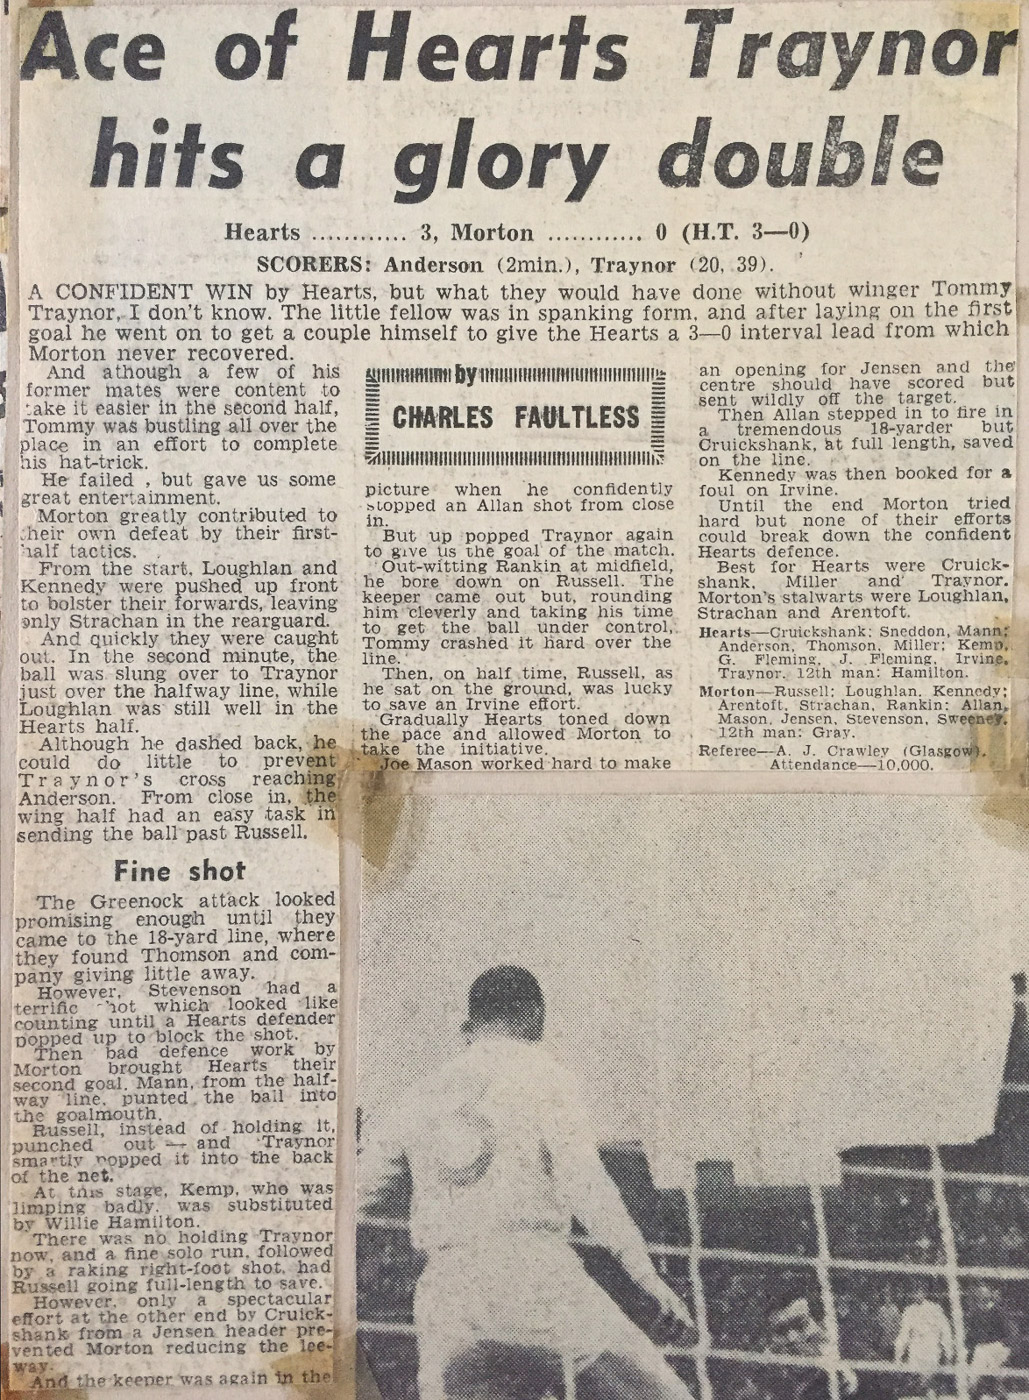 Ace of Hearts Traynor
hits a glory double
Hearts ............ 3, Morton ............ 0 (H.T. 3—0)
SCORERS: Anderson (2min.), Traynor (20, 39).
A CONFIDENT WIN by Hearts, but what they would have done without winger Tommy
Traynor, I don't know. The little fellow was in spanking form, and after laying on the first
goal he went on to get a couple himself to give the Hearts a 3—0 interval lead from which
Morton never recovered.
And athough a few of his
former mates were content to
take it easier in the second half,
Tommy was bustling all over the
place in an effort to complete
his hat-trick.
He failed , but gave us some
great entertainment.
Morton greatly contributed to
their own defeat by their first-
half tactics.
From the start, Loughlan and
Kennedy were pushed up front
to bolster their forwards, leaving
only Strachan in the rearguard.
And quickly they were caught
out. In the second minute, the
ball was slung over to Traynor
just over the halfway line, while
Loughlan was still well in the
Hearts half.
Although he dashed back, he
could do little to prevent
Traynor's cross reaching
Anderson. From close in, the
wing half had an easy task in
sending the ball past Russell.
Fine shot
The Greenock attack looked
promising enough until they
came to the 18-yard line, where
they found Thomson and com-
pany giving little away.
However, Stevenson had a
terrific shot which looked like
counting until a Hearts defender
popped up to block the shot.
Then bad defence work by
Morton brought Hearts their
second goal. Mann, from the half-
way line, punted the ball into
the goalmouth.
Russell, instead of holding it,
punched out — and Traynor
smartly popped it into the back
of the net.
At this stage, Kemp, who was
limping badly, was substituted
by Willie Hamilton.
There was no holding Traynor
now, and a fine solo run, followed
by a raking right-foot shot, had
Russell going full-length to save.
However, only a spectacular
effort at the other end by Cruick-
shank from a Jensen header pre-
vented Morton reducing the lee-
way.
And the keeper was again in the
by
CHARLES FAULTLESS
picture when he confidently
stopped an Allan shot from close
in.
But up popped Traynor again
to give us the goal of the match.
Out-witting Rankin at midfield,
he bore down on Russell. The
keeper came out but, rounding
him cleverly and taking his time
to get the ball under control,
Tommy crashed it hard over the
line.
Then, on half time, Russell, as
he sat on the ground, was lucky
to save an Irvine effort.
Gradually Hearts toned down
the pace and allowed Morton to
take the initiative.
Joe Mason worked hard to make
an opening for Jensen and the
centre should have scored but
sent wildly off the target.
Then Allan stepped in to fire in
a tremendous 18-yarder but
Cruickshank, at full length, saved
on the line.
Kennedy was then booked for a
foul on Irvine.
Until the end Morton tried
hard but none of their efforts
could break down the confident
Hearts defence.
Best for Hearts were Cruick-
shank, Miller and Traynor.
Morton's stalwarts were Loughlan,
Strachan and Arentoft.
Hearts—Cruickshank; Sneddon, Mann;
Anderson, Thomson, Miller; Kemp,
G. Fleming, J. Fleming, Irvine,
Traynor. 12th man: Hamilton.
Morton—Russell; Loughlan, Kennedy;
Arentoft, Strachan, Rankin; Allan,
Mason, Jensen, Stevenson, Sweeney.
12th man: Gray.
Referee—A. J. Crawley (Glasgow).
Attendance—10,000.